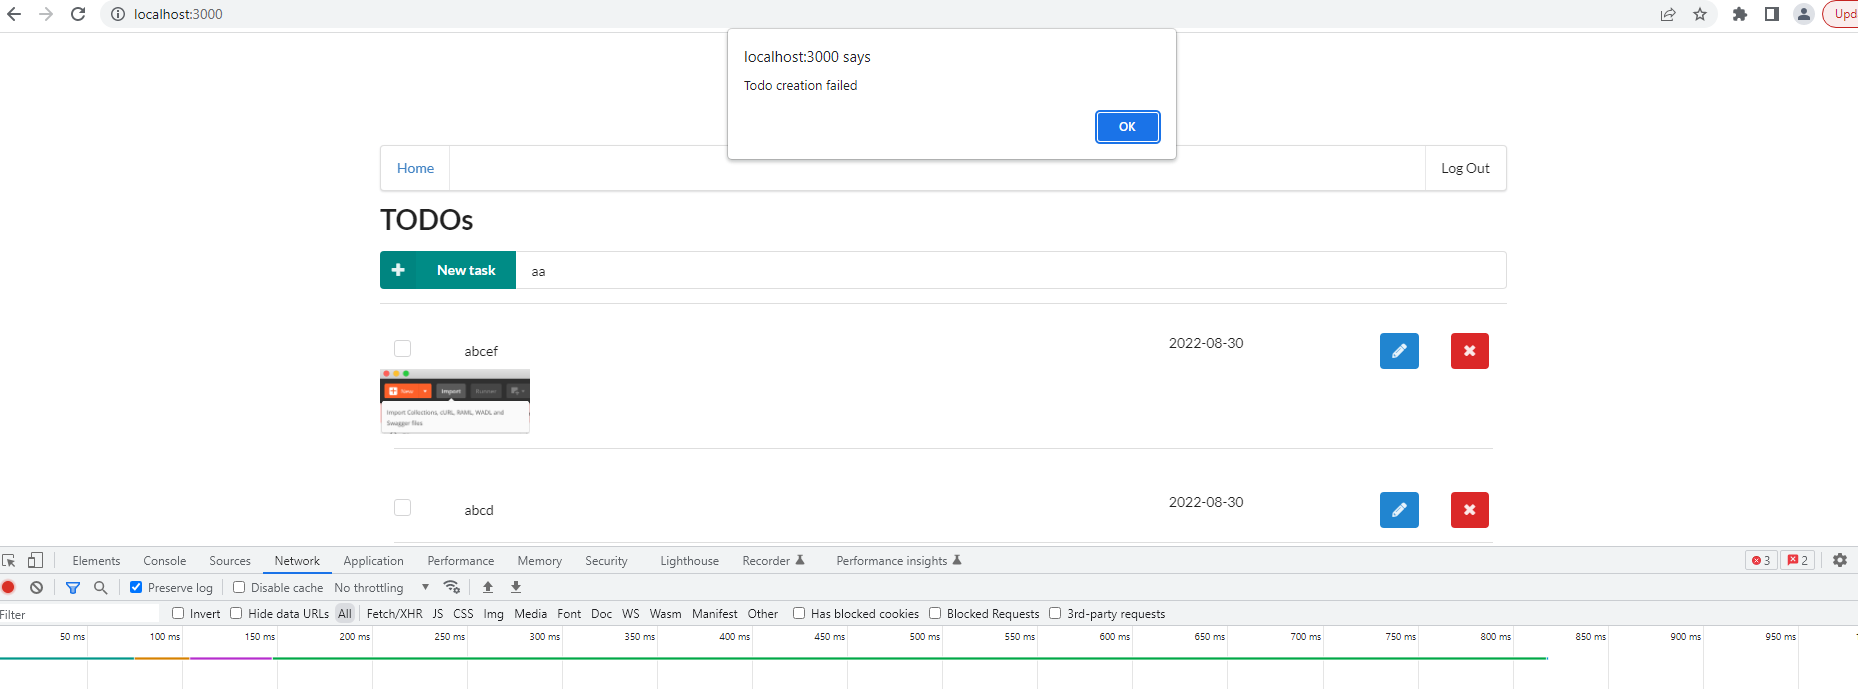 localhost:3000
Upd
localhost:3000 says
Todo creation failed
OK
Home
Log Out
TODOs
New task
aa
abcef
2022-08-30
New Import Runner
Import Collections, cURL, RAML, WADL and
Swagger files
abcd
2022-08-30
Elements Console Sources Network Application Performance Memory Security Lighthouse Recorder Performance insights 3 2
Preserve log Disable cache No throttling
Filter Invert Hide data URLs All Fetch/XHR JS CSS Img Media Font Doc WS Wasm Manifest Other Has blocked cookies Blocked Requests 3rd-party requests
50 ms 100 ms 150 ms 200 ms 250 ms 300 ms 350 ms 400 ms 450 ms 500 ms 550 ms 600 ms 650 ms 700 ms 750 ms 800 ms 850 ms 900 ms 950 ms